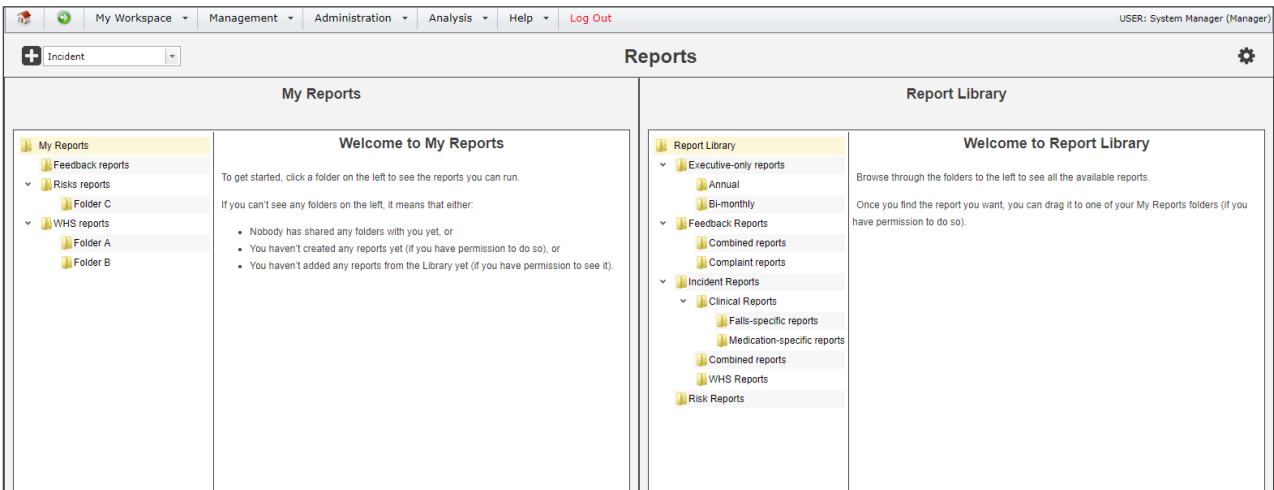 My Workspace Management Administration Analysis Help Log Out USER: System Manager (Manager)
Incident
Reports
My Reports
My Reports
Feedback reports
Risks reports
Folder C
WHS reports
Folder A
Folder B
Welcome to My Reports
To get started, click a folder on the left to see the reports you can run.
If you can't see any folders on the left, it means that either:
• Nobody has shared any folders with you yet, or
• You haven't created any reports yet (if you have permission to do so), or
• You haven't added any reports from the Library yet (if you have permission to see it).
Report Library
Report Library
Executive-only reports
Annual
Bi-monthly
Feedback Reports
Combined reports
Complaint reports
Incident Reports
Clinical Reports
Falls-specific reports
Medication-specific reports
Combined reports
WHS Reports
Risk Reports
Welcome to Report Library
Browse through the folders to the left to see all the available reports.
Once you find the report you want, you can drag it to one of your My Reports folders (if you
have permission to do so).